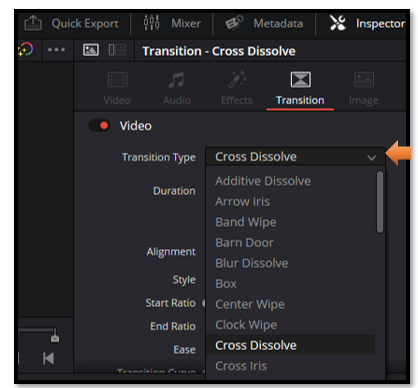 Quick Export Mixer Metadata Inspector
Transition - Cross Dissolve
Video Audio Effects Transition Image
Video
Transition Type Cross Dissolve
Additive Dissolve
Duration
Arrow Iris
Band Wipe
Barn Door
Alignment
Blur Dissolve
Style
Box
Start Ratio
Center Wipe
End Ratio
Clock Wipe
Ease
Cross Dissolve
Transition Curve
Cross Iris